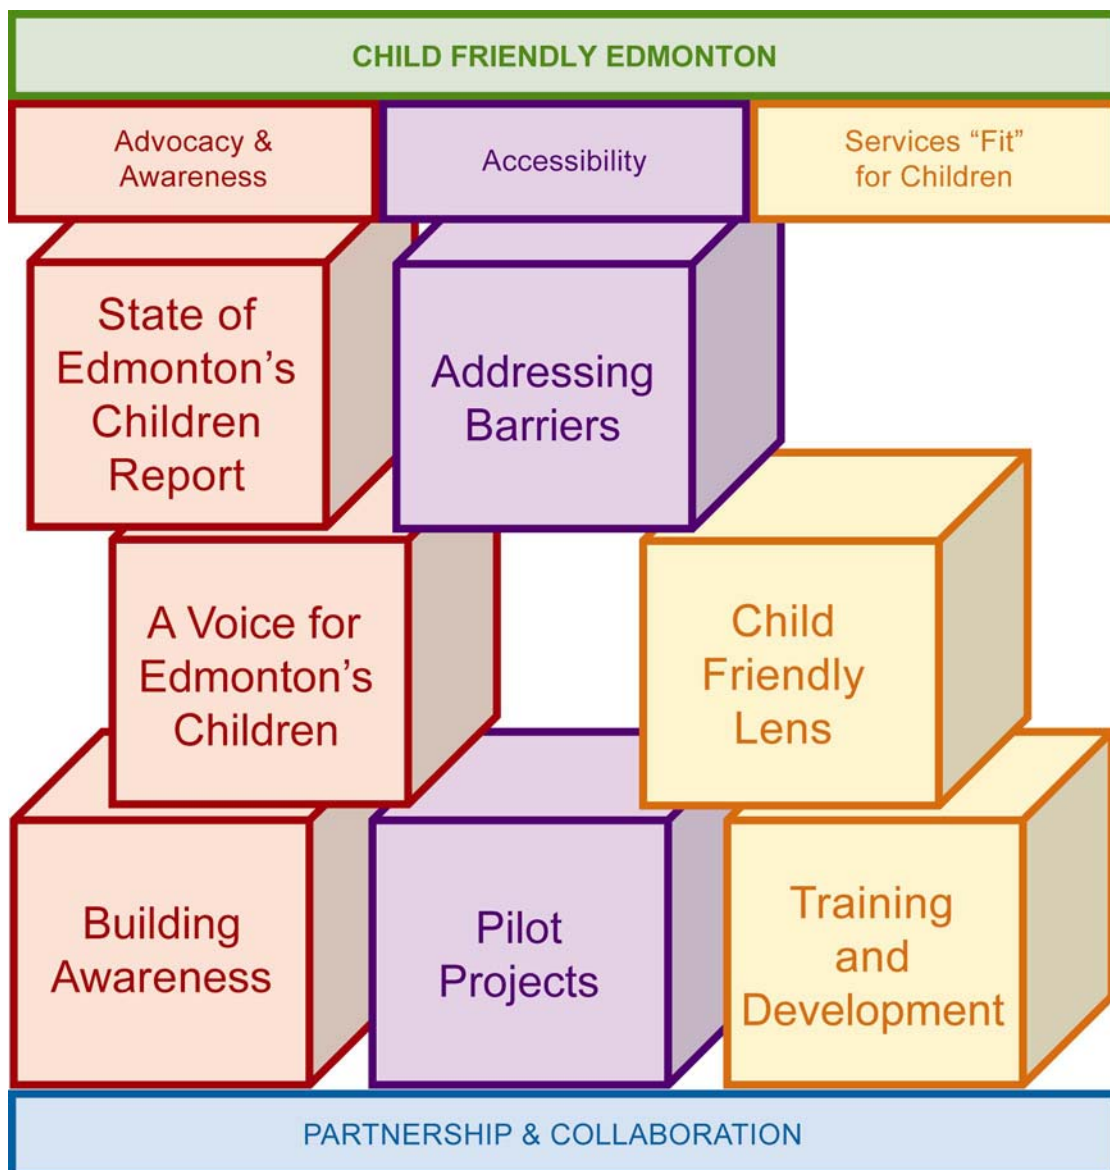 CHILD FRIENDLY EDMONTON
Advocacy &
Awareness
Accessibility
Services “Fit”
for Children
State of
Edmonton’s
Children
Report
Addressing
Barriers
A Voice for
Edmonton’s
Children
Child
Friendly
Lens
Building
Awareness
Pilot
Projects
Training
and
Development
PARTNERSHIP & COLLABORATION